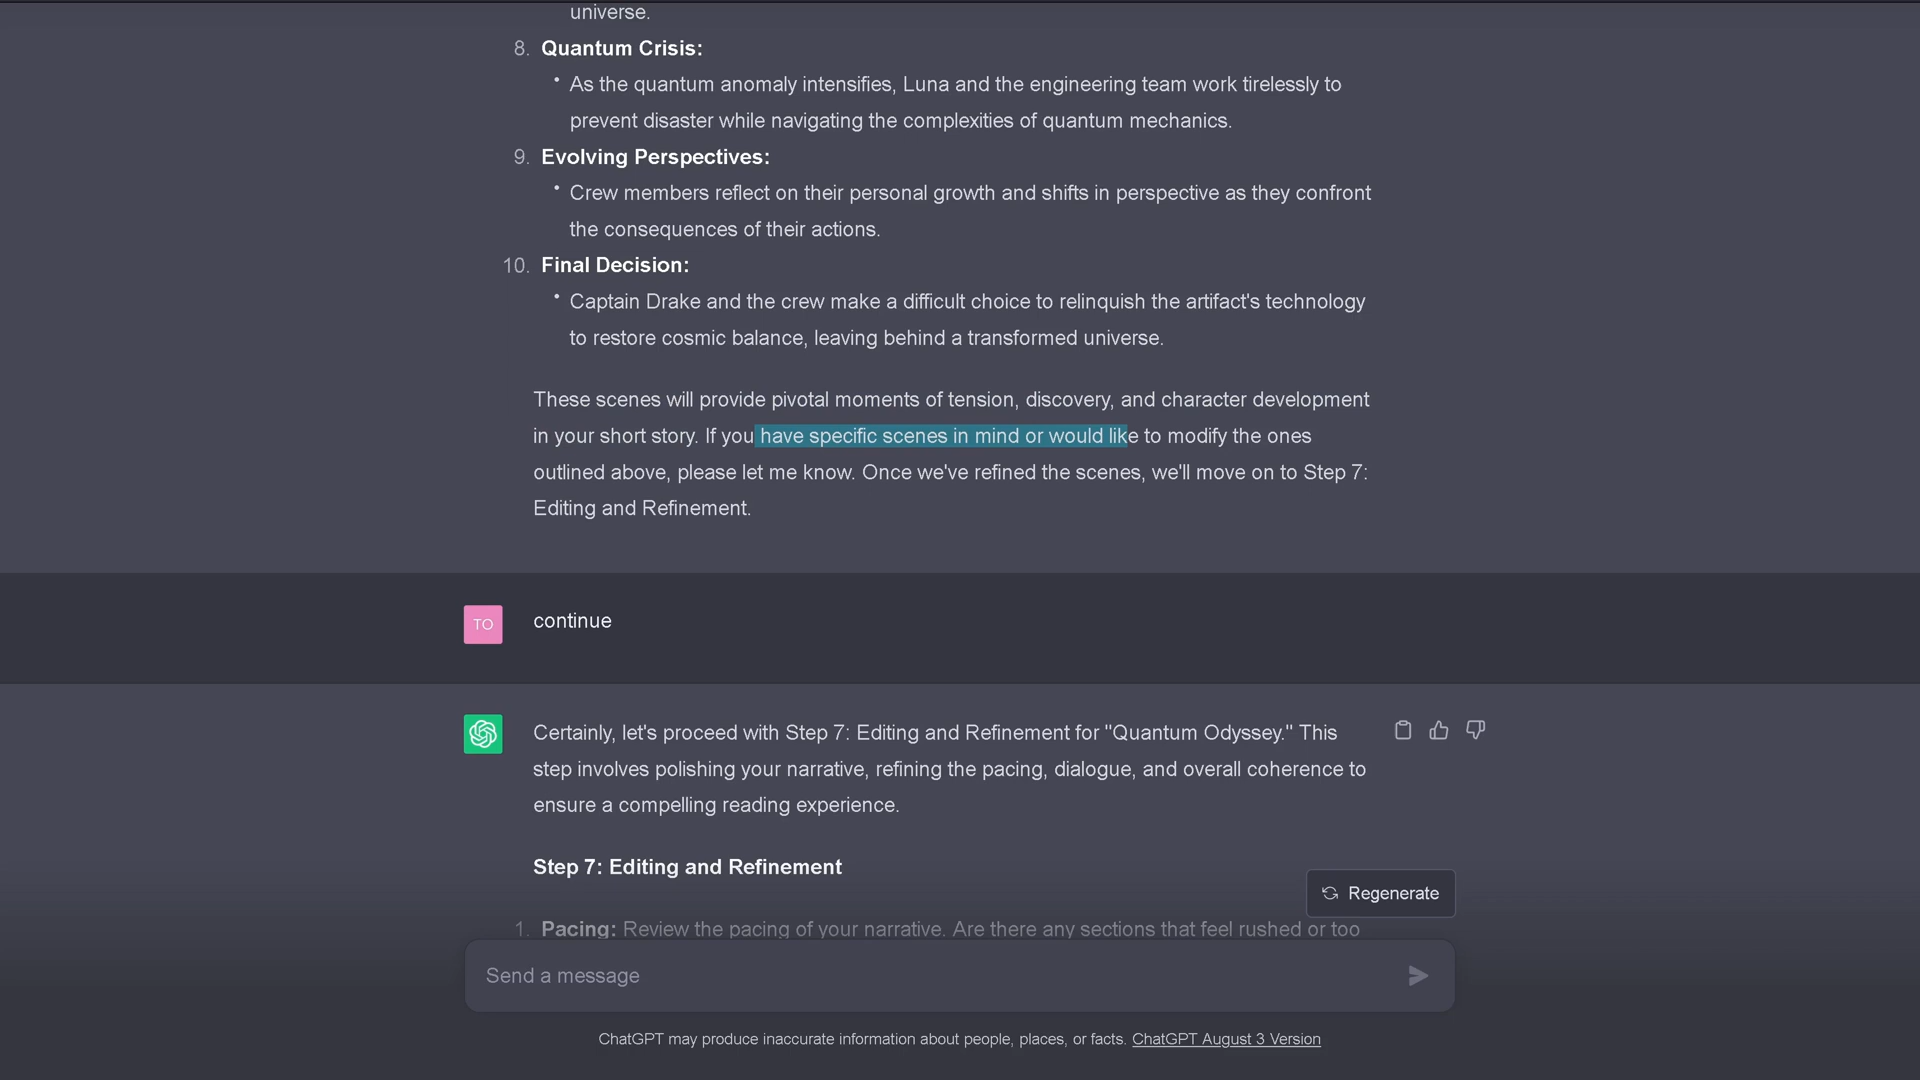 universe.
8. Quantum Crisis:
• As the quantum anomaly intensifies, Luna and the engineering team work tirelessly to
prevent disaster while navigating the complexities of quantum mechanics.
9. Evolving Perspectives:
• Crew members reflect on their personal growth and shifts in perspective as they confront
the consequences of their actions.
10. Final Decision:
• Captain Drake and the crew make a difficult choice to relinquish the artifact's technology
to restore cosmic balance, leaving behind a transformed universe.
These scenes will provide pivotal moments of tension, discovery, and character development
in your short story. If you have specific scenes in mind or would like to modify the ones
outlined above, please let me know. Once we've refined the scenes, we'll move on to Step 7:
Editing and Refinement.
TO continue
Certainly, let's proceed with Step 7: Editing and Refinement for "Quantum Odyssey." This
step involves polishing your narrative, refining the pacing, dialogue, and overall coherence to
ensure a compelling reading experience.
Step 7: Editing and Refinement
Regenerate
1. Pacing: Review the pacing of your narrative. Are there any sections that feel rushed or too
Send a message
ChatGPT may produce inaccurate information about people, places, or facts. ChatGPT August 3 Version